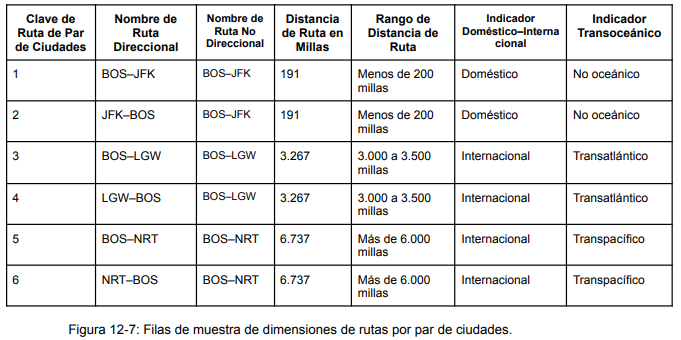 Clave de Ruta de Par de Ciudades | Nombre de Ruta Direccional | Nombre de Ruta No Direccional | Distancia de Ruta en Millas | Rango de Distancia de Ruta | Indicador Doméstico–Interna cional | Indicador Transoceánico
1 | BOS–JFK | BOS–JFK | 191 | Menos de 200 millas | Doméstico | No oceánico
2 | JFK–BOS | BOS–JFK | 191 | Menos de 200 millas | Doméstico | No oceánico
3 | BOS–LGW | BOS–LGW | 3.267 | 3.000 a 3.500 millas | Internacional | Transatlántico
4 | LGW–BOS | BOS–LGW | 3.267 | 3.000 a 3.500 millas | Internacional | Transatlántico
5 | BOS–NRT | BOS–NRT | 6.737 | Más de 6.000 millas | Internacional | Transpacífico
6 | NRT–BOS | BOS–NRT | 6.737 | Más de 6.000 millas | Internacional | Transpacífico
Figura 12-7: Filas de muestra de dimensiones de rutas por par de ciudades.